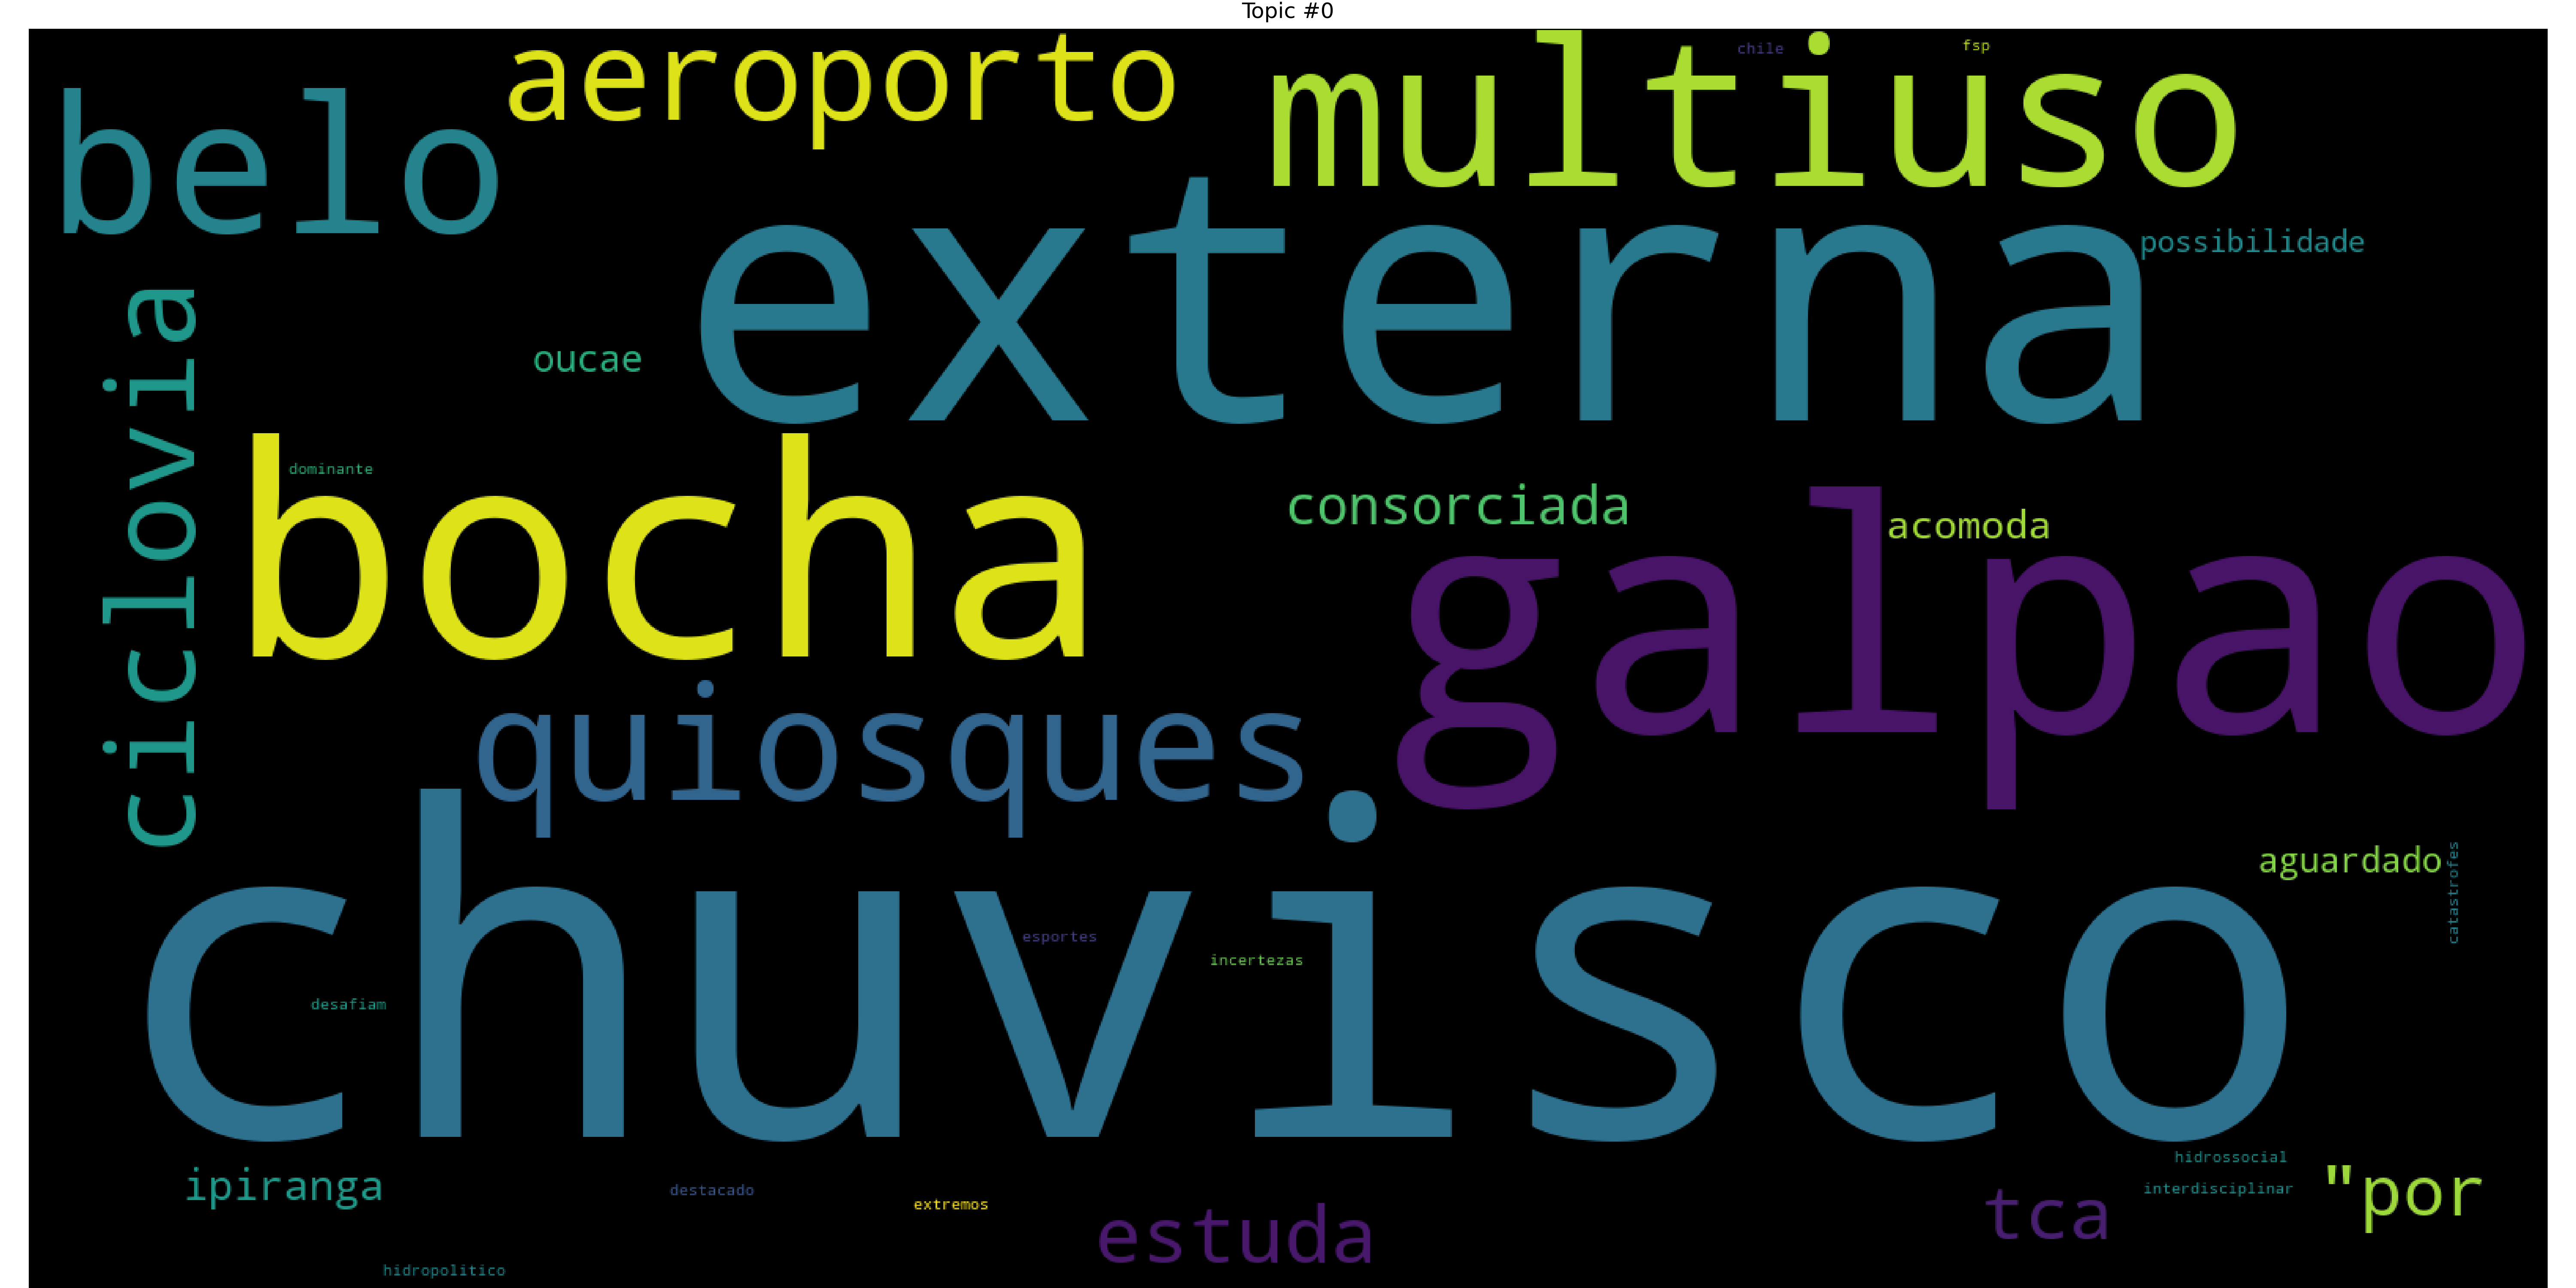 Topic #0
chile
fsp
aeroporto
multiuso
belo
externa
possibilidade
oucae
ciclovia
bocha
dominante
consorciada
acomoda
galpao
quiosques
aguardado
catastrofes
chuvisco
esportes
incertezas
desafiam
ipiranga
destacado
extremos
estuda
tca
hidrossocial
interdisciplinar
"por
hidropolitico